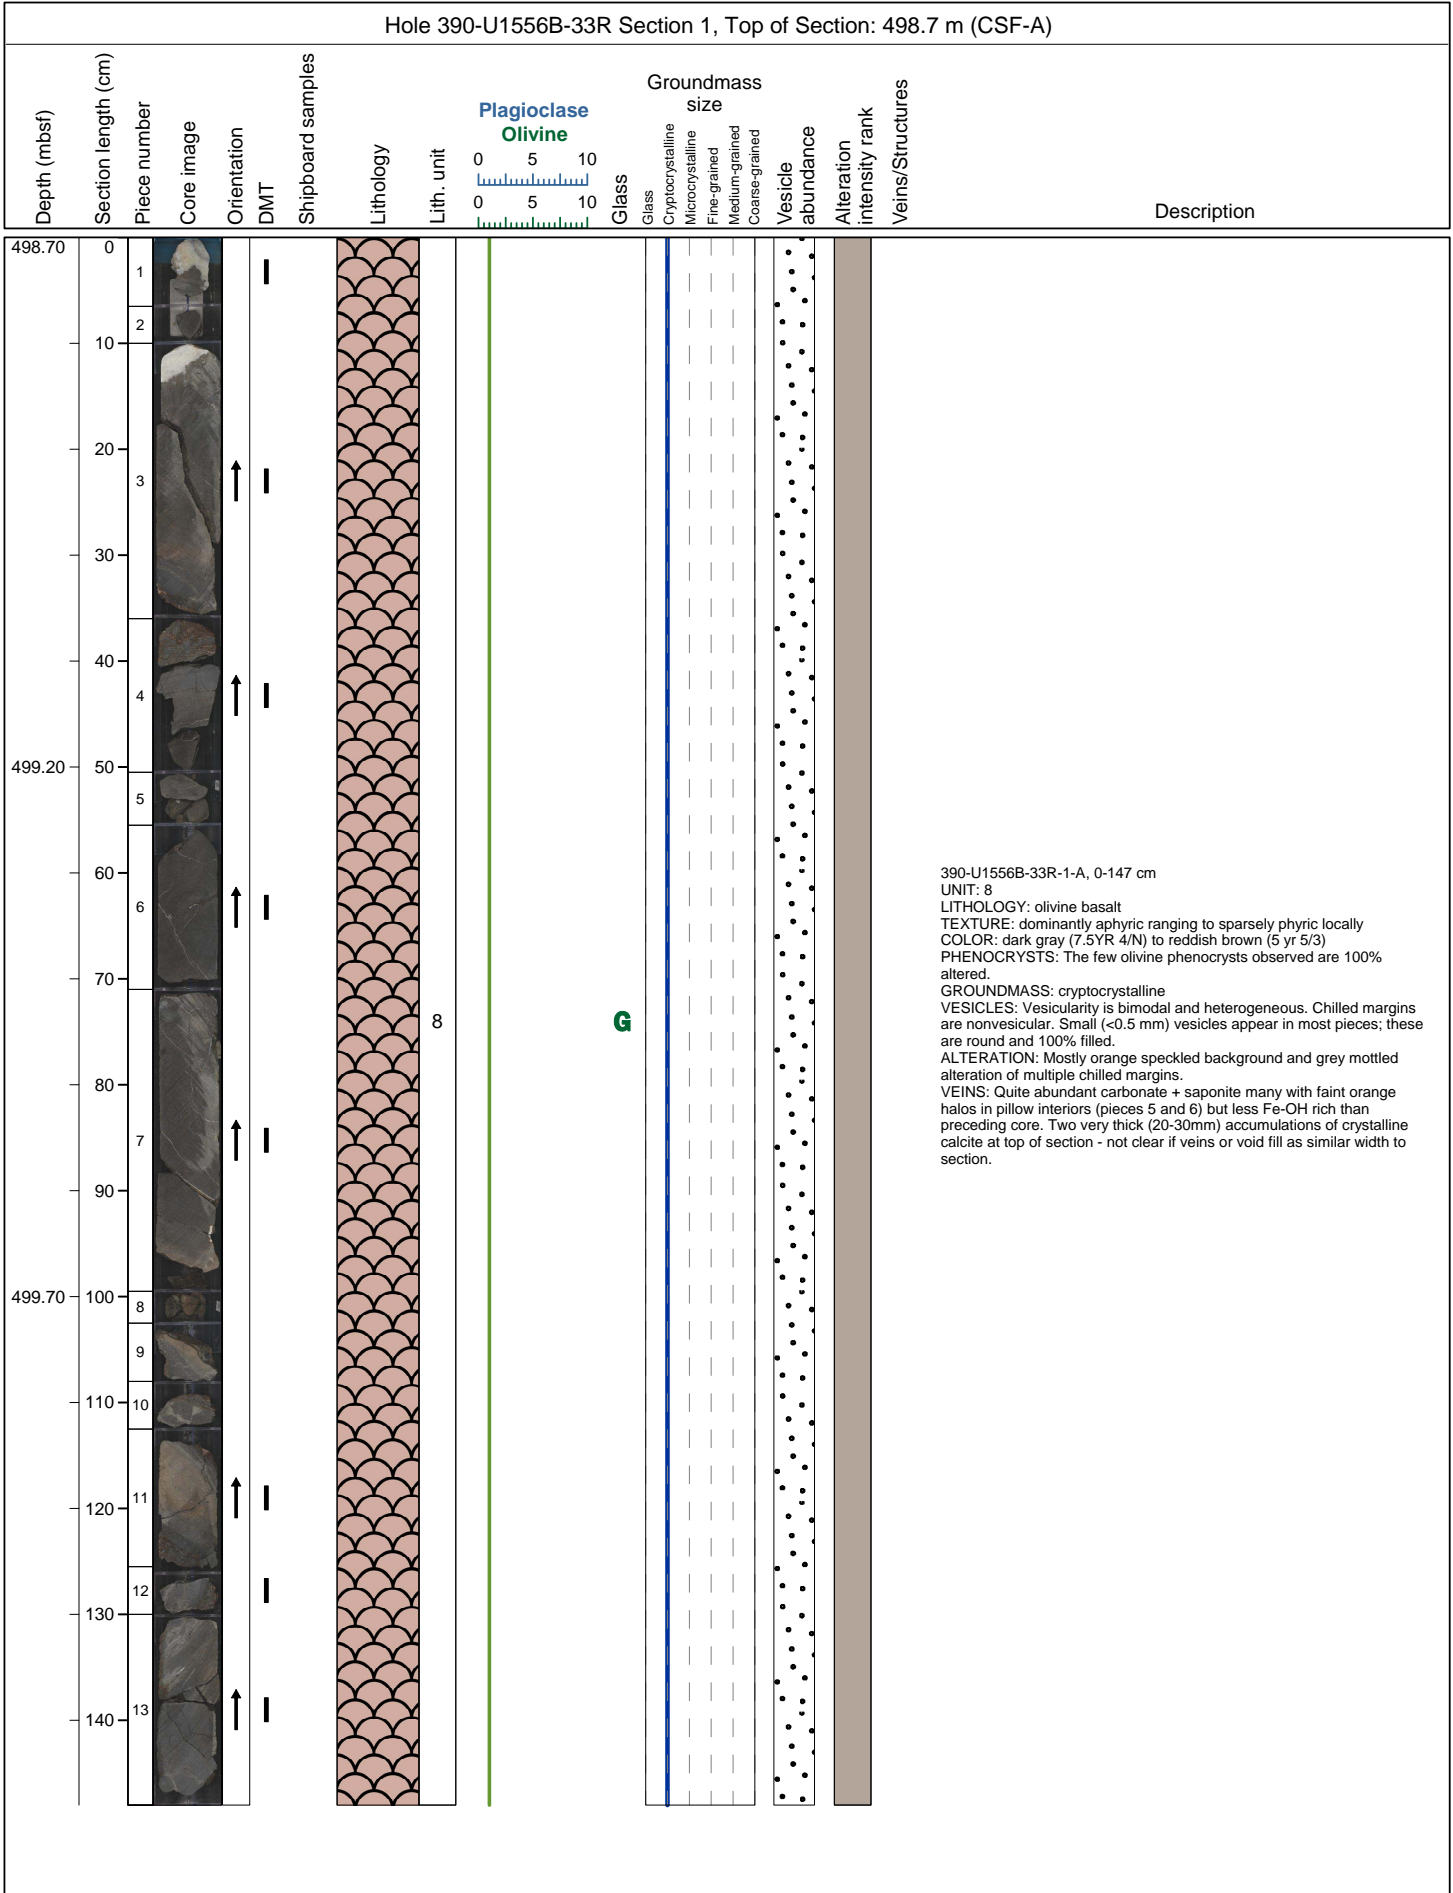 Hole 390-U1556B-33R Section 1, Top of Section: 498.7 m (CSF-A)
Depth (mbsf)
Section length (cm)
Piece number
Core image
Orientation
DMT
Shipboard samples
Lithology
Lith. unit
Plagioclase
Olivine
0 5 10
0 5 10
Glass
Groundmass
size
Glass
Cryptocrystalline
Microcrystalline
Fine-grained
Medium-grained
Coarse-grained
Vesicle
abundance
Alteration
intensity rank
Veins/Structures
Description
498.70
499.20
499.70
0
10
20
30
40
50
60
70
80
90
100
110
120
130
140
1
2
3
4
5
6
7
8
9
10
11
12
13
8
G
390-U1556B-33R-1-A, 0-147 cm
UNIT: 8
LITHOLOGY: olivine basalt
TEXTURE: dominantly aphyric ranging to sparsely phyric locally
COLOR: dark gray (7.5YR 4/N) to reddish brown (5 yr 5/3)
PHENOCRYSTS: The few olivine phenocrysts observed are 100%
altered.
GROUNDMASS: cryptocrystalline
VESICLES: Vesicularity is bimodal and heterogeneous. Chilled margins
are nonvesicular. Small (<0.5 mm) vesicles appear in most pieces; these
are round and 100% filled.
ALTERATION: Mostly orange speckled background and grey mottled
alteration of multiple chilled margins.
VEINS: Quite abundant carbonate + saponite many with faint orange
halos in pillow interiors (pieces 5 and 6) but less Fe-OH rich than
preceding core. Two very thick (20-30mm) accumulations of crystalline
calcite at top of section - not clear if veins or void fill as similar width to
section.